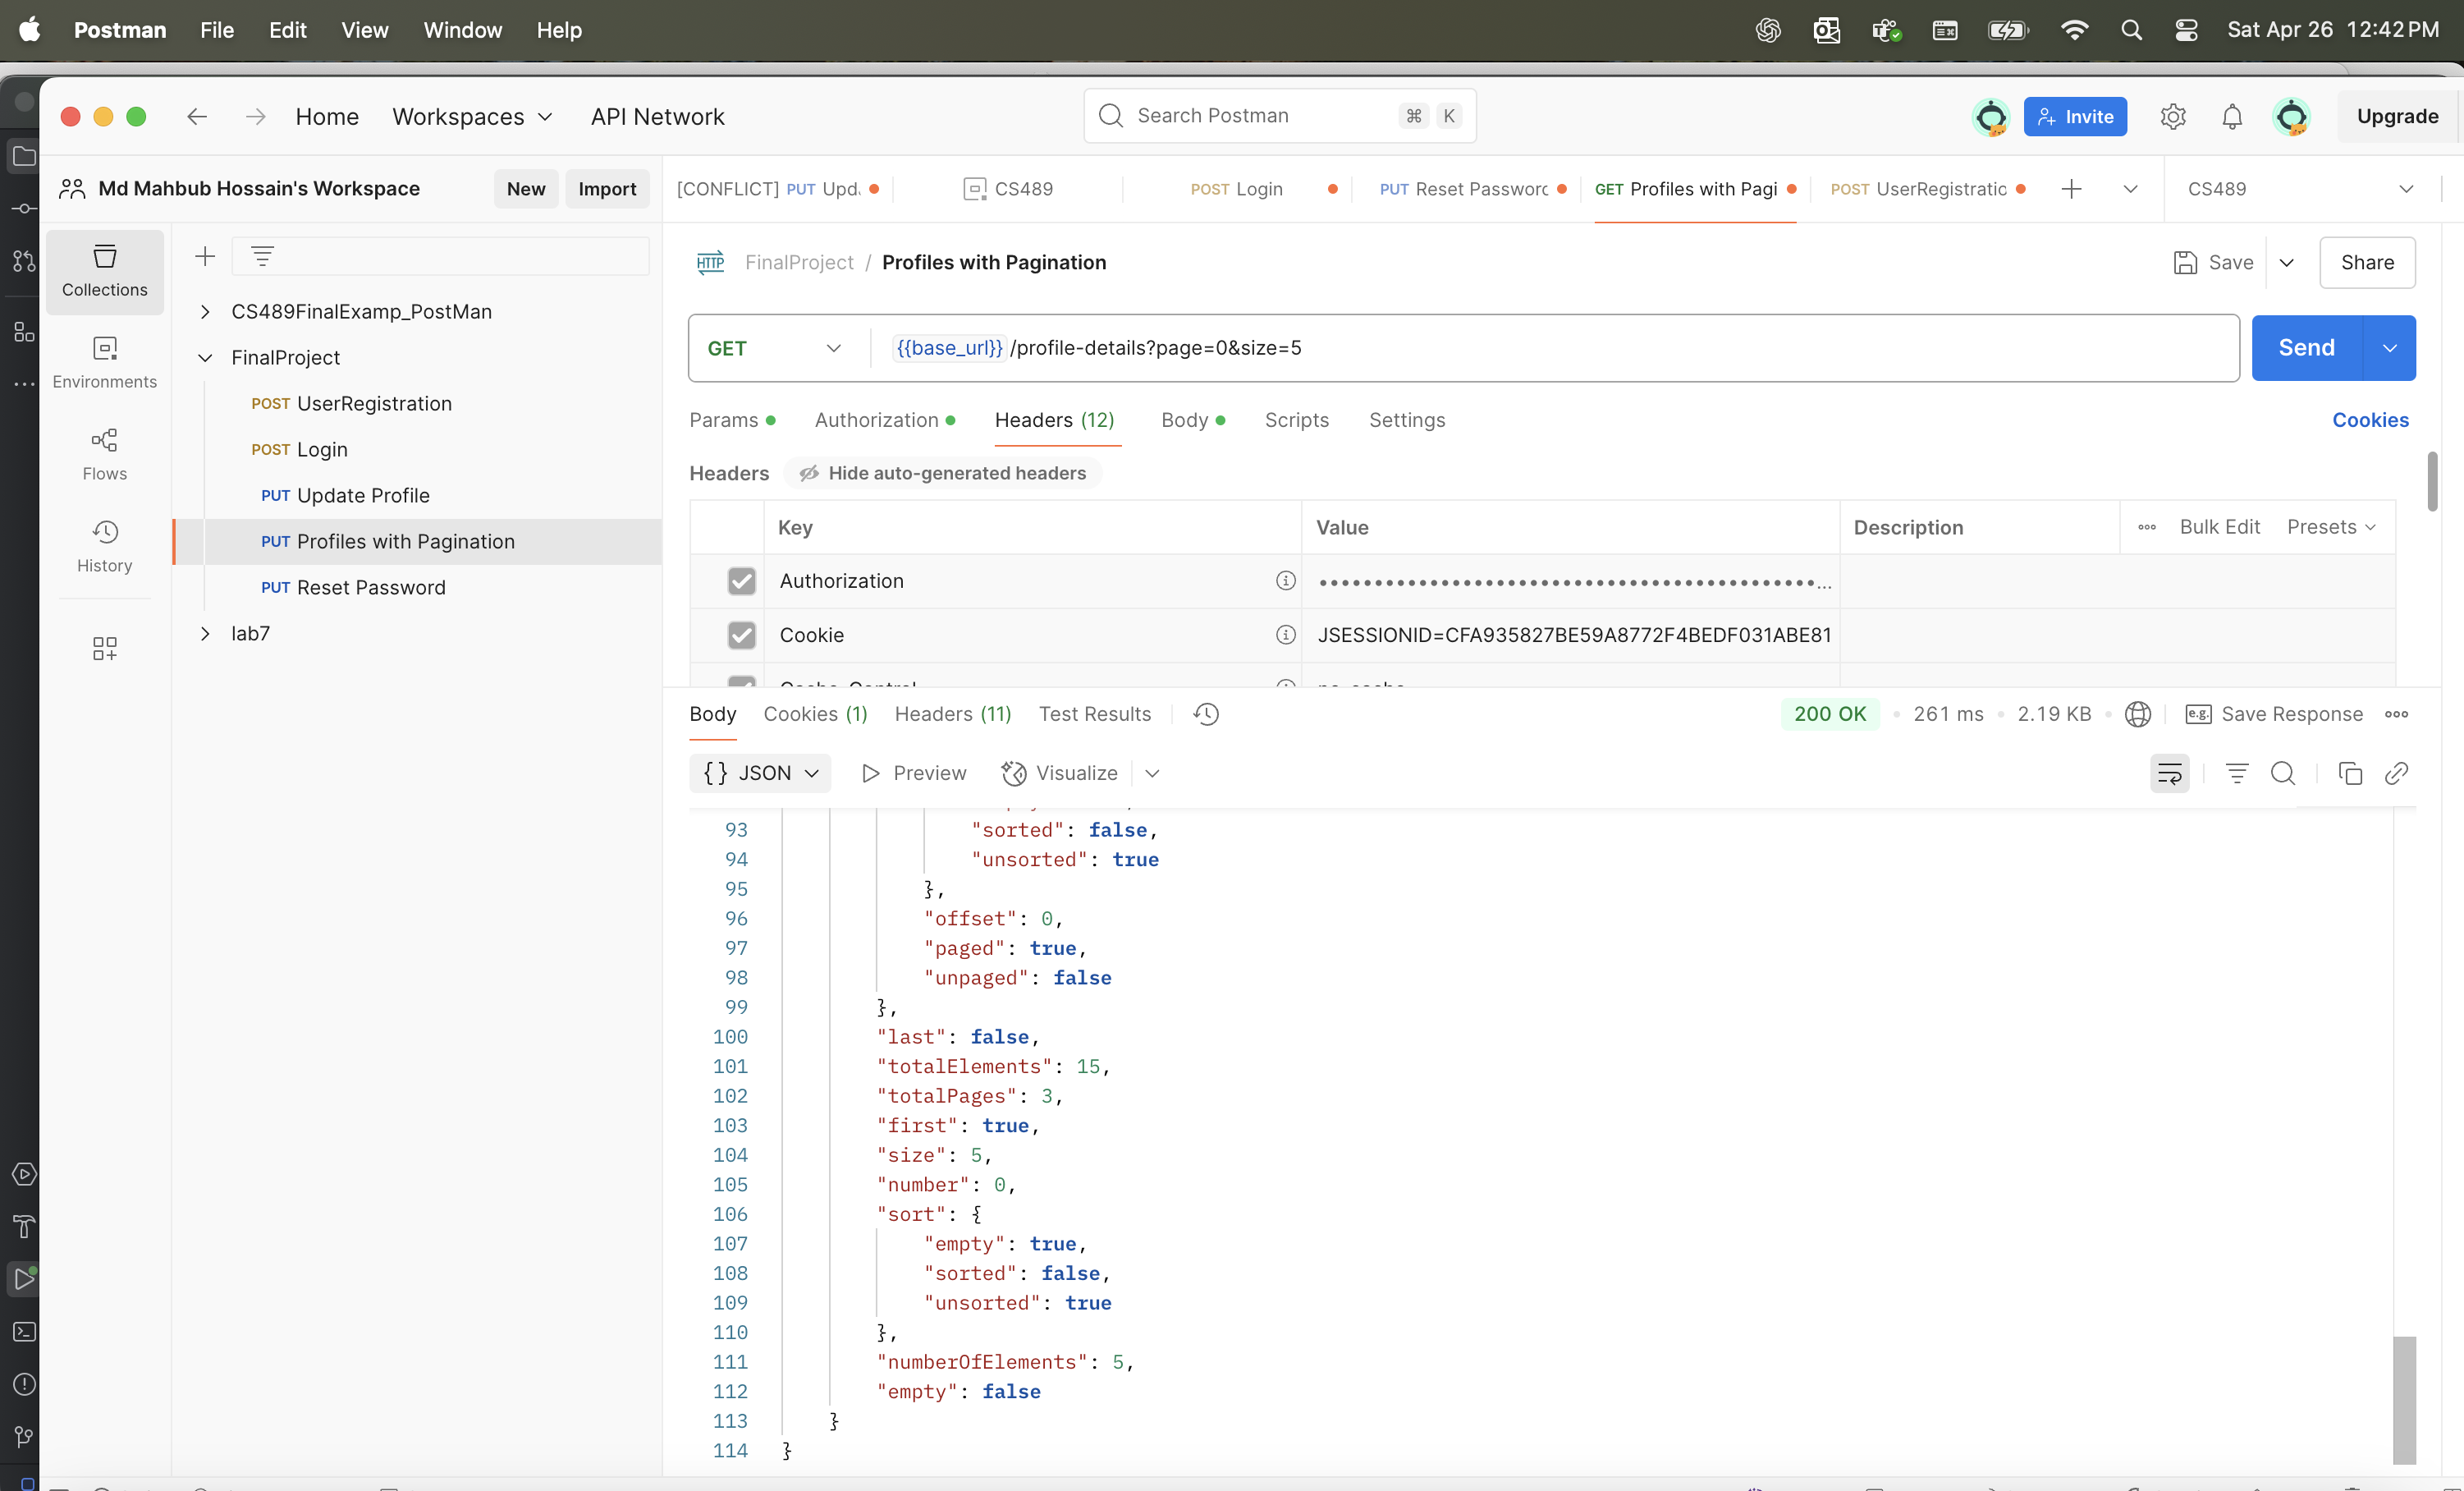 Postman File Edit View Window Help Sat Apr 26 12:42 PM
Home Workspaces API Network Search Postman ⌘ K Invite Upgrade
Md Mahbub Hossain's Workspace New Import [CONFLICT] PUT Upd CS489 POST Login PUT Reset Password GET Profiles with Pagi POST UserRegistratio CS489
Collections
Environments
Flows
History
CS489FinalExamp_PostMan
FinalProject
POST UserRegistration
POST Login
PUT Update Profile
PUT Profiles with Pagination
PUT Reset Password
lab7
HTTP FinalProject / Profiles with Pagination Save Share
GET {{base_url}} /profile-details?page=0&size=5 Send
Params Authorization Headers (12) Body Scripts Settings Cookies
Headers Hide auto-generated headers
Key Value Description Bulk Edit Presets
Authorization ••••••••••••••••••••••••••••••••••••••••••••••...
Cookie JSESSIONID=CFA935827BE59A8772F4BEDF031ABE81
Body Cookies (1) Headers (11) Test Results 200 OK 261 ms 2.19 KB e.g. Save Response
{} JSON Preview Visualize
93 "sorted": false,
94 "unsorted": true
95 },
96 "offset": 0,
97 "paged": true,
98 "unpaged": false
99 },
100 "last": false,
101 "totalElements": 15,
102 "totalPages": 3,
103 "first": true,
104 "size": 5,
105 "number": 0,
106 "sort": {
107 "empty": true,
108 "sorted": false,
109 "unsorted": true
110 },
111 "numberOfElements": 5,
112 "empty": false
113 }
114 }